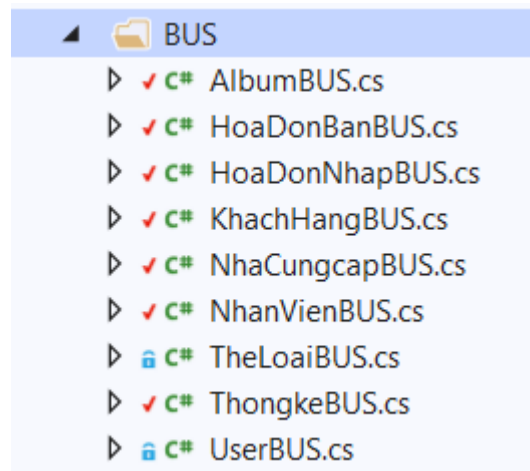 BUS
C# AlbumBUS.cs
C# HoaDonBanBUS.cs
C# HoaDonNhapBUS.cs
C# KhachHangBUS.cs
C# NhaCungcapBUS.cs
C# NhanVienBUS.cs
C# TheLoaiBUS.cs
C# ThongkeBUS.cs
C# UserBUS.cs